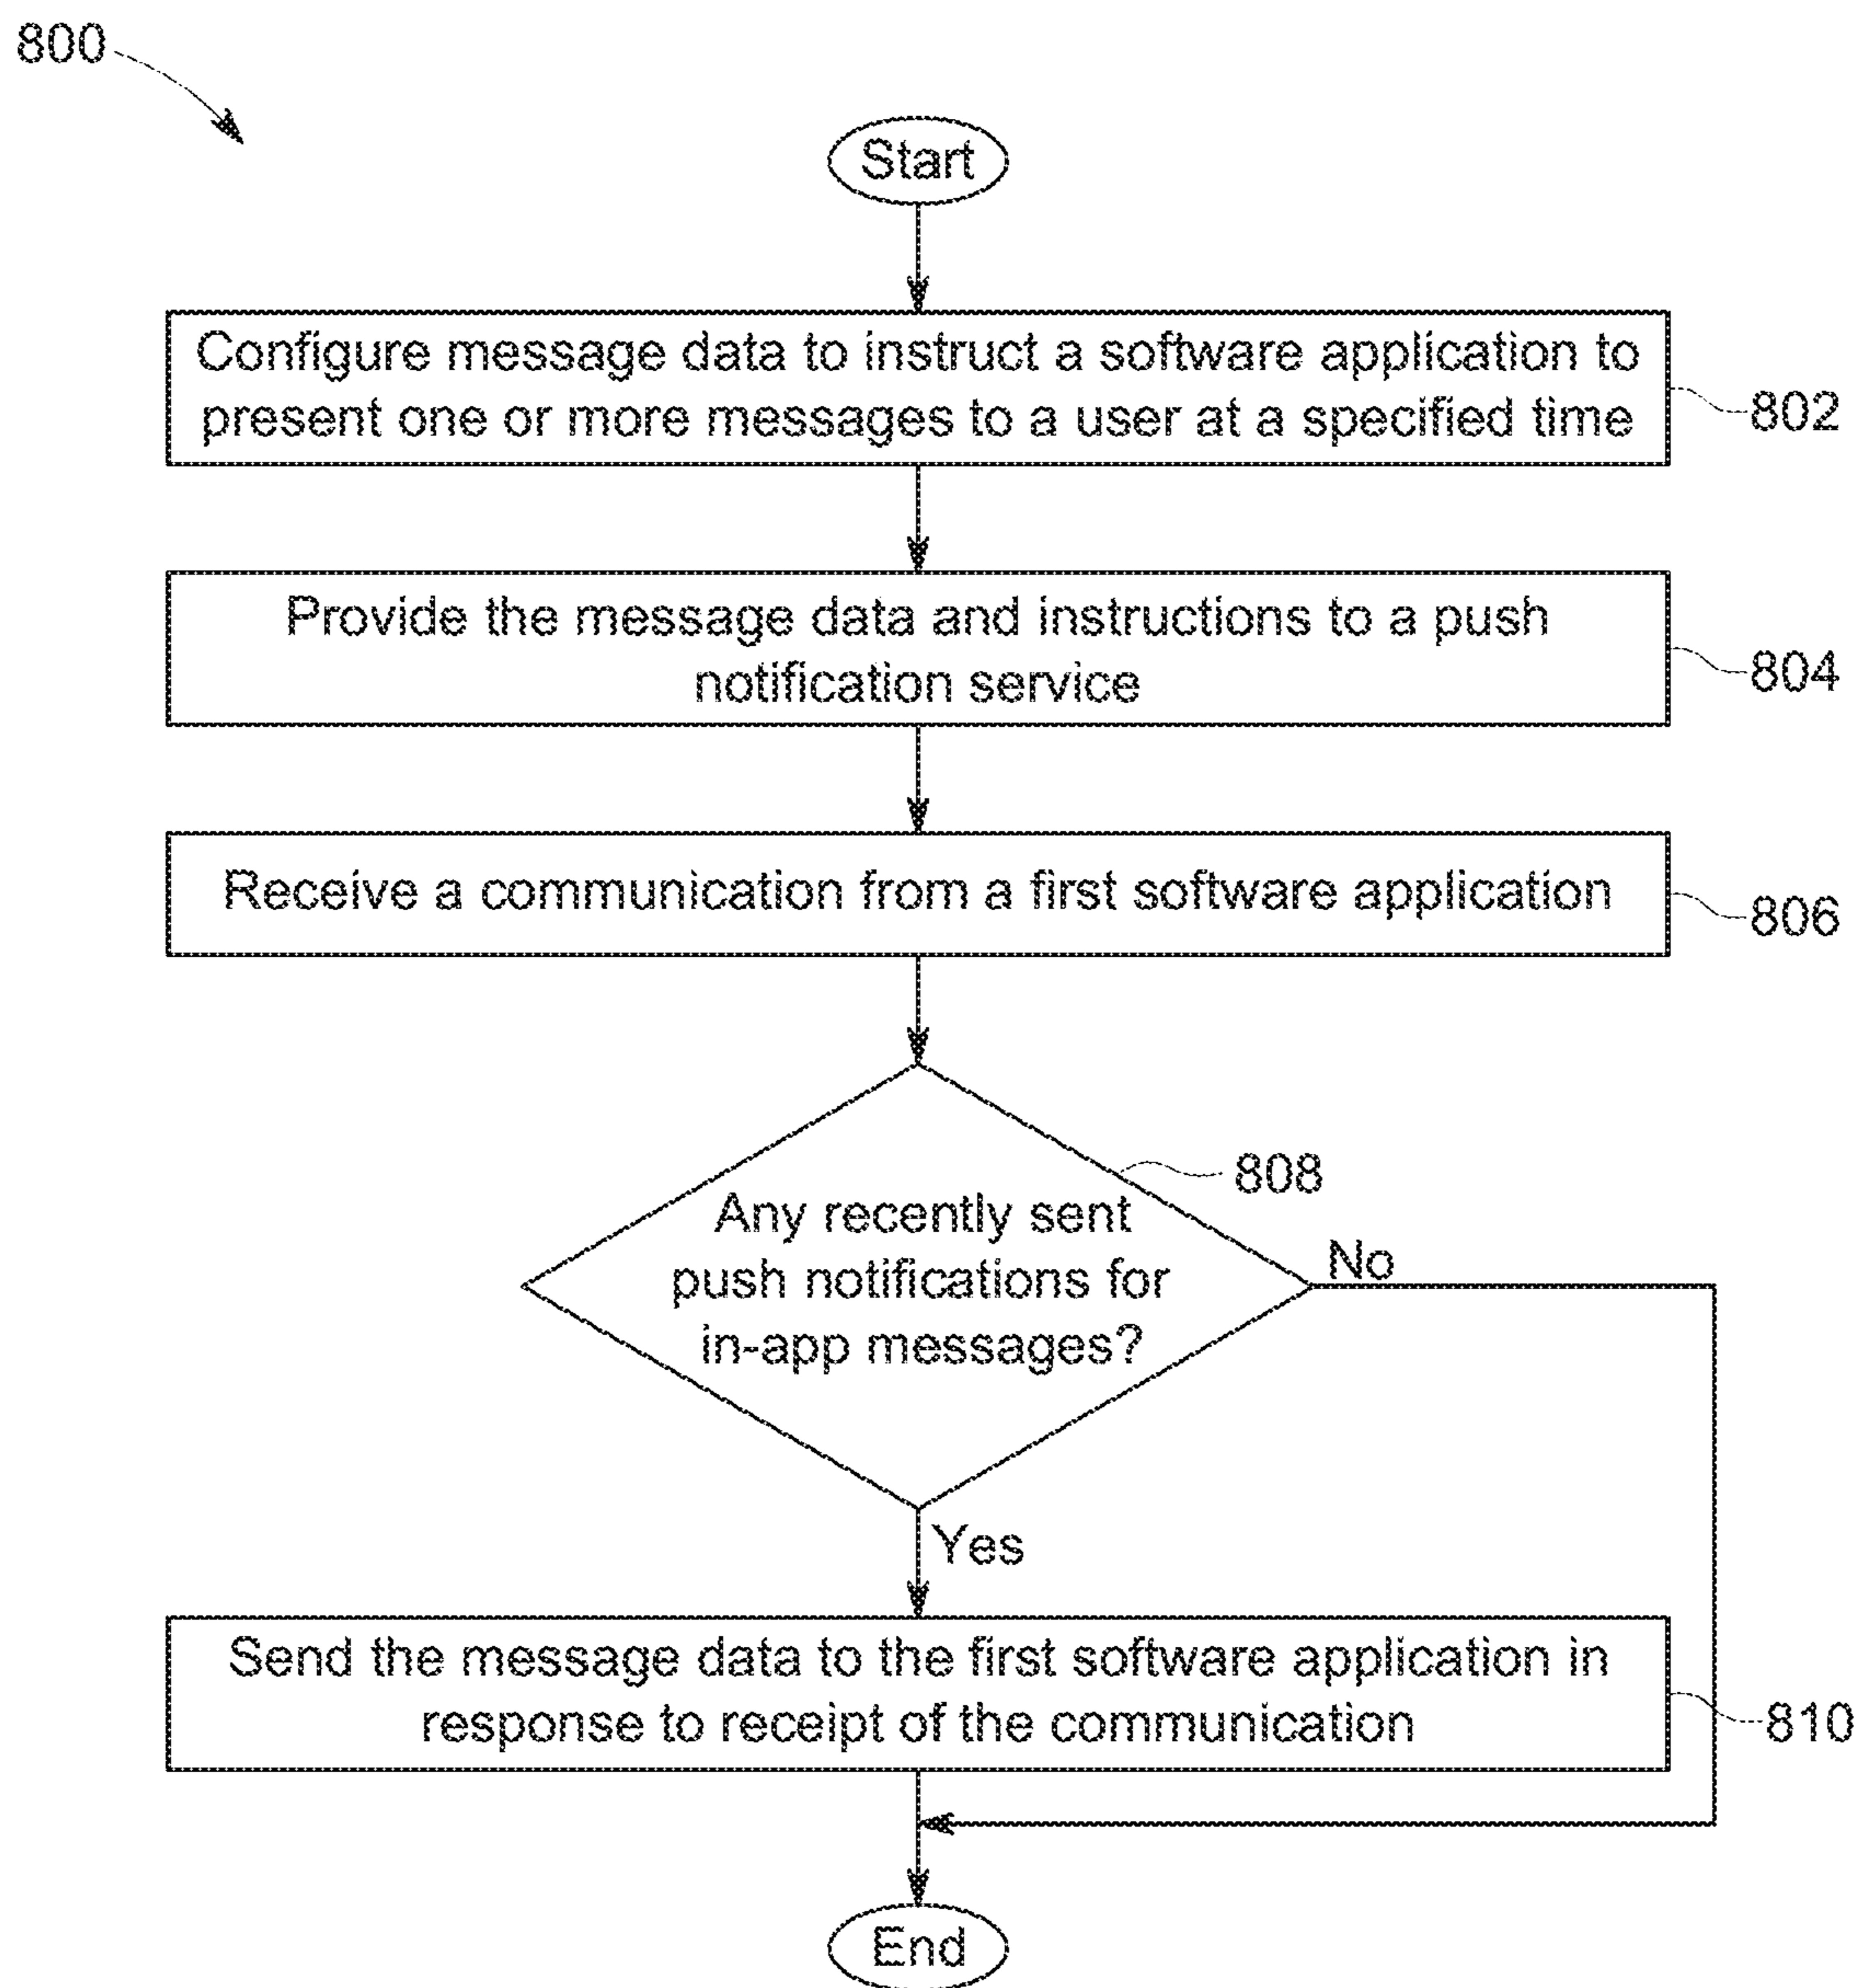 800
Start
Configure message data to instruct a software application to
present one or more messages to a user at a specified time
802
Provide the message data and instructions to a push
notification service
804
Receive a communication from a first software application
806
808
Any recently sent
push notifications for
in-app messages?
No
Yes
Send the message data to the first software application in
response to receipt of the communication
810
End